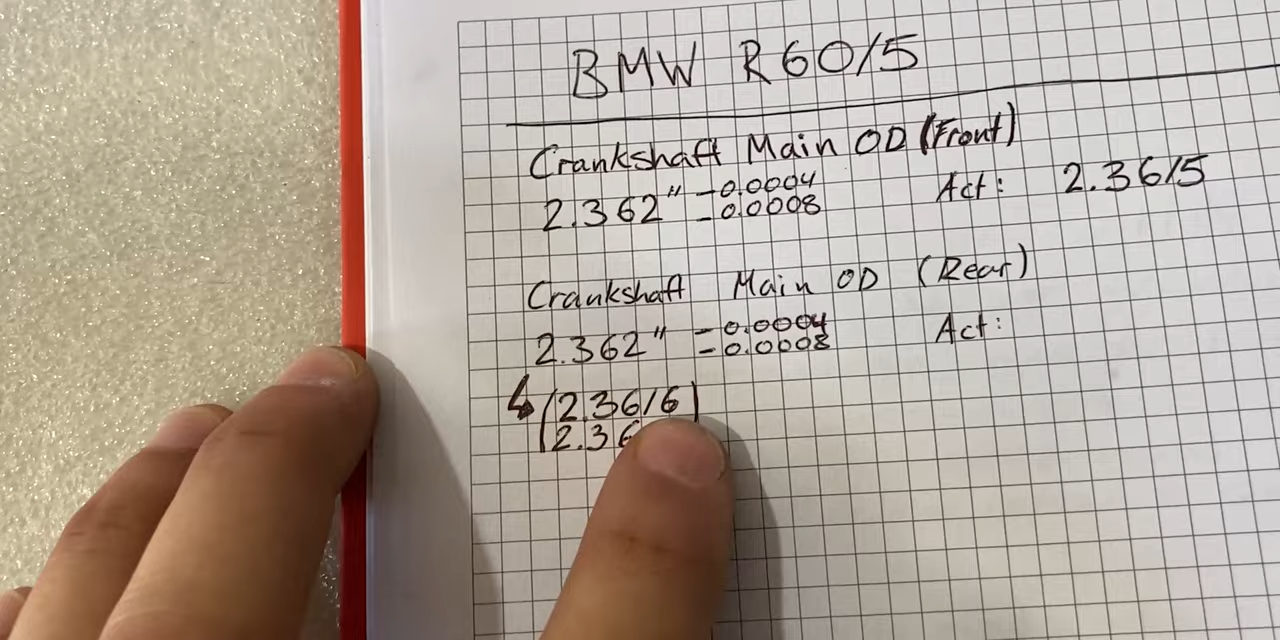 BMW R60/5
Crankshaft Main OD (Front)
2.362" -0.0004 Act: 2.3615
-0.0008
Crankshaft Main OD (Rear)
2.362" -0.0004 Act:
-0.0008
(2.3616)